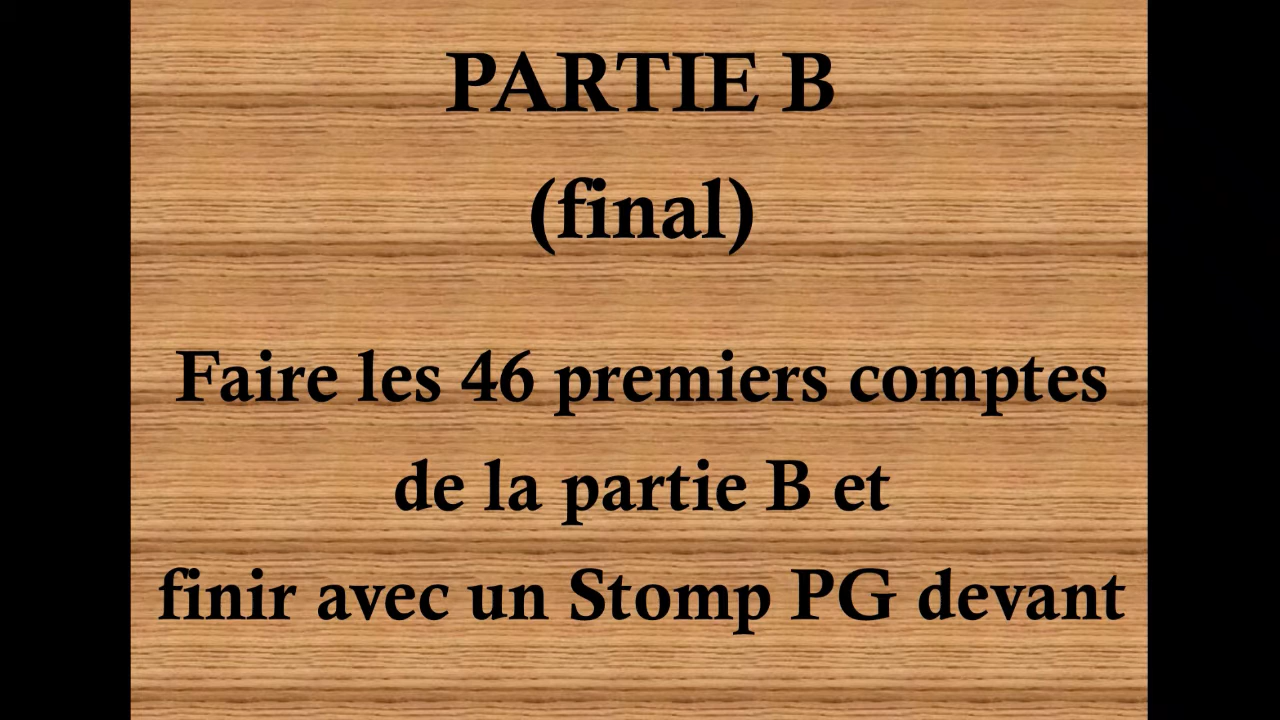 PARTIE B
(final)
Faire les 46 premiers comptes
de la partie B et
finir avec un Stomp PG devant